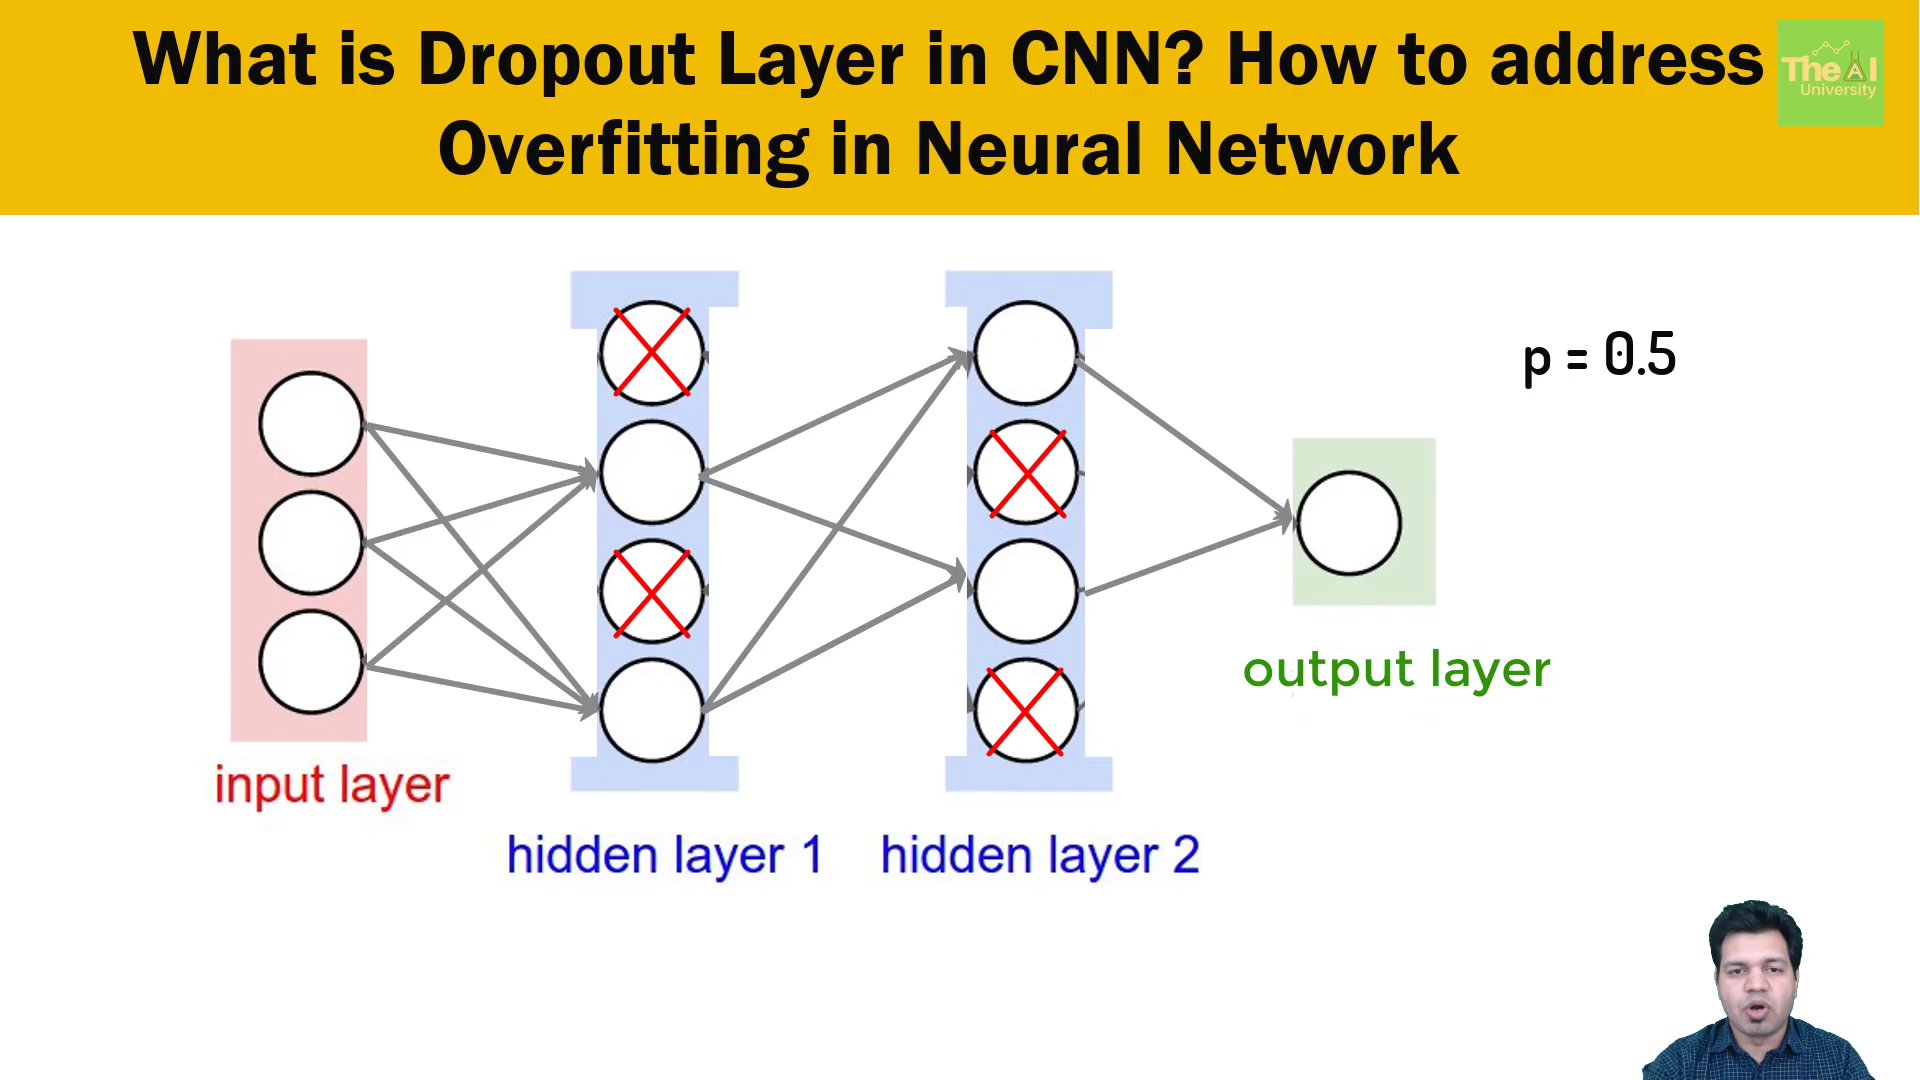 What is Dropout Layer in CNN? How to address
Overfitting in Neural Network
The AI
University
p = 0.5
output layer
input layer
hidden layer 1
hidden layer 2